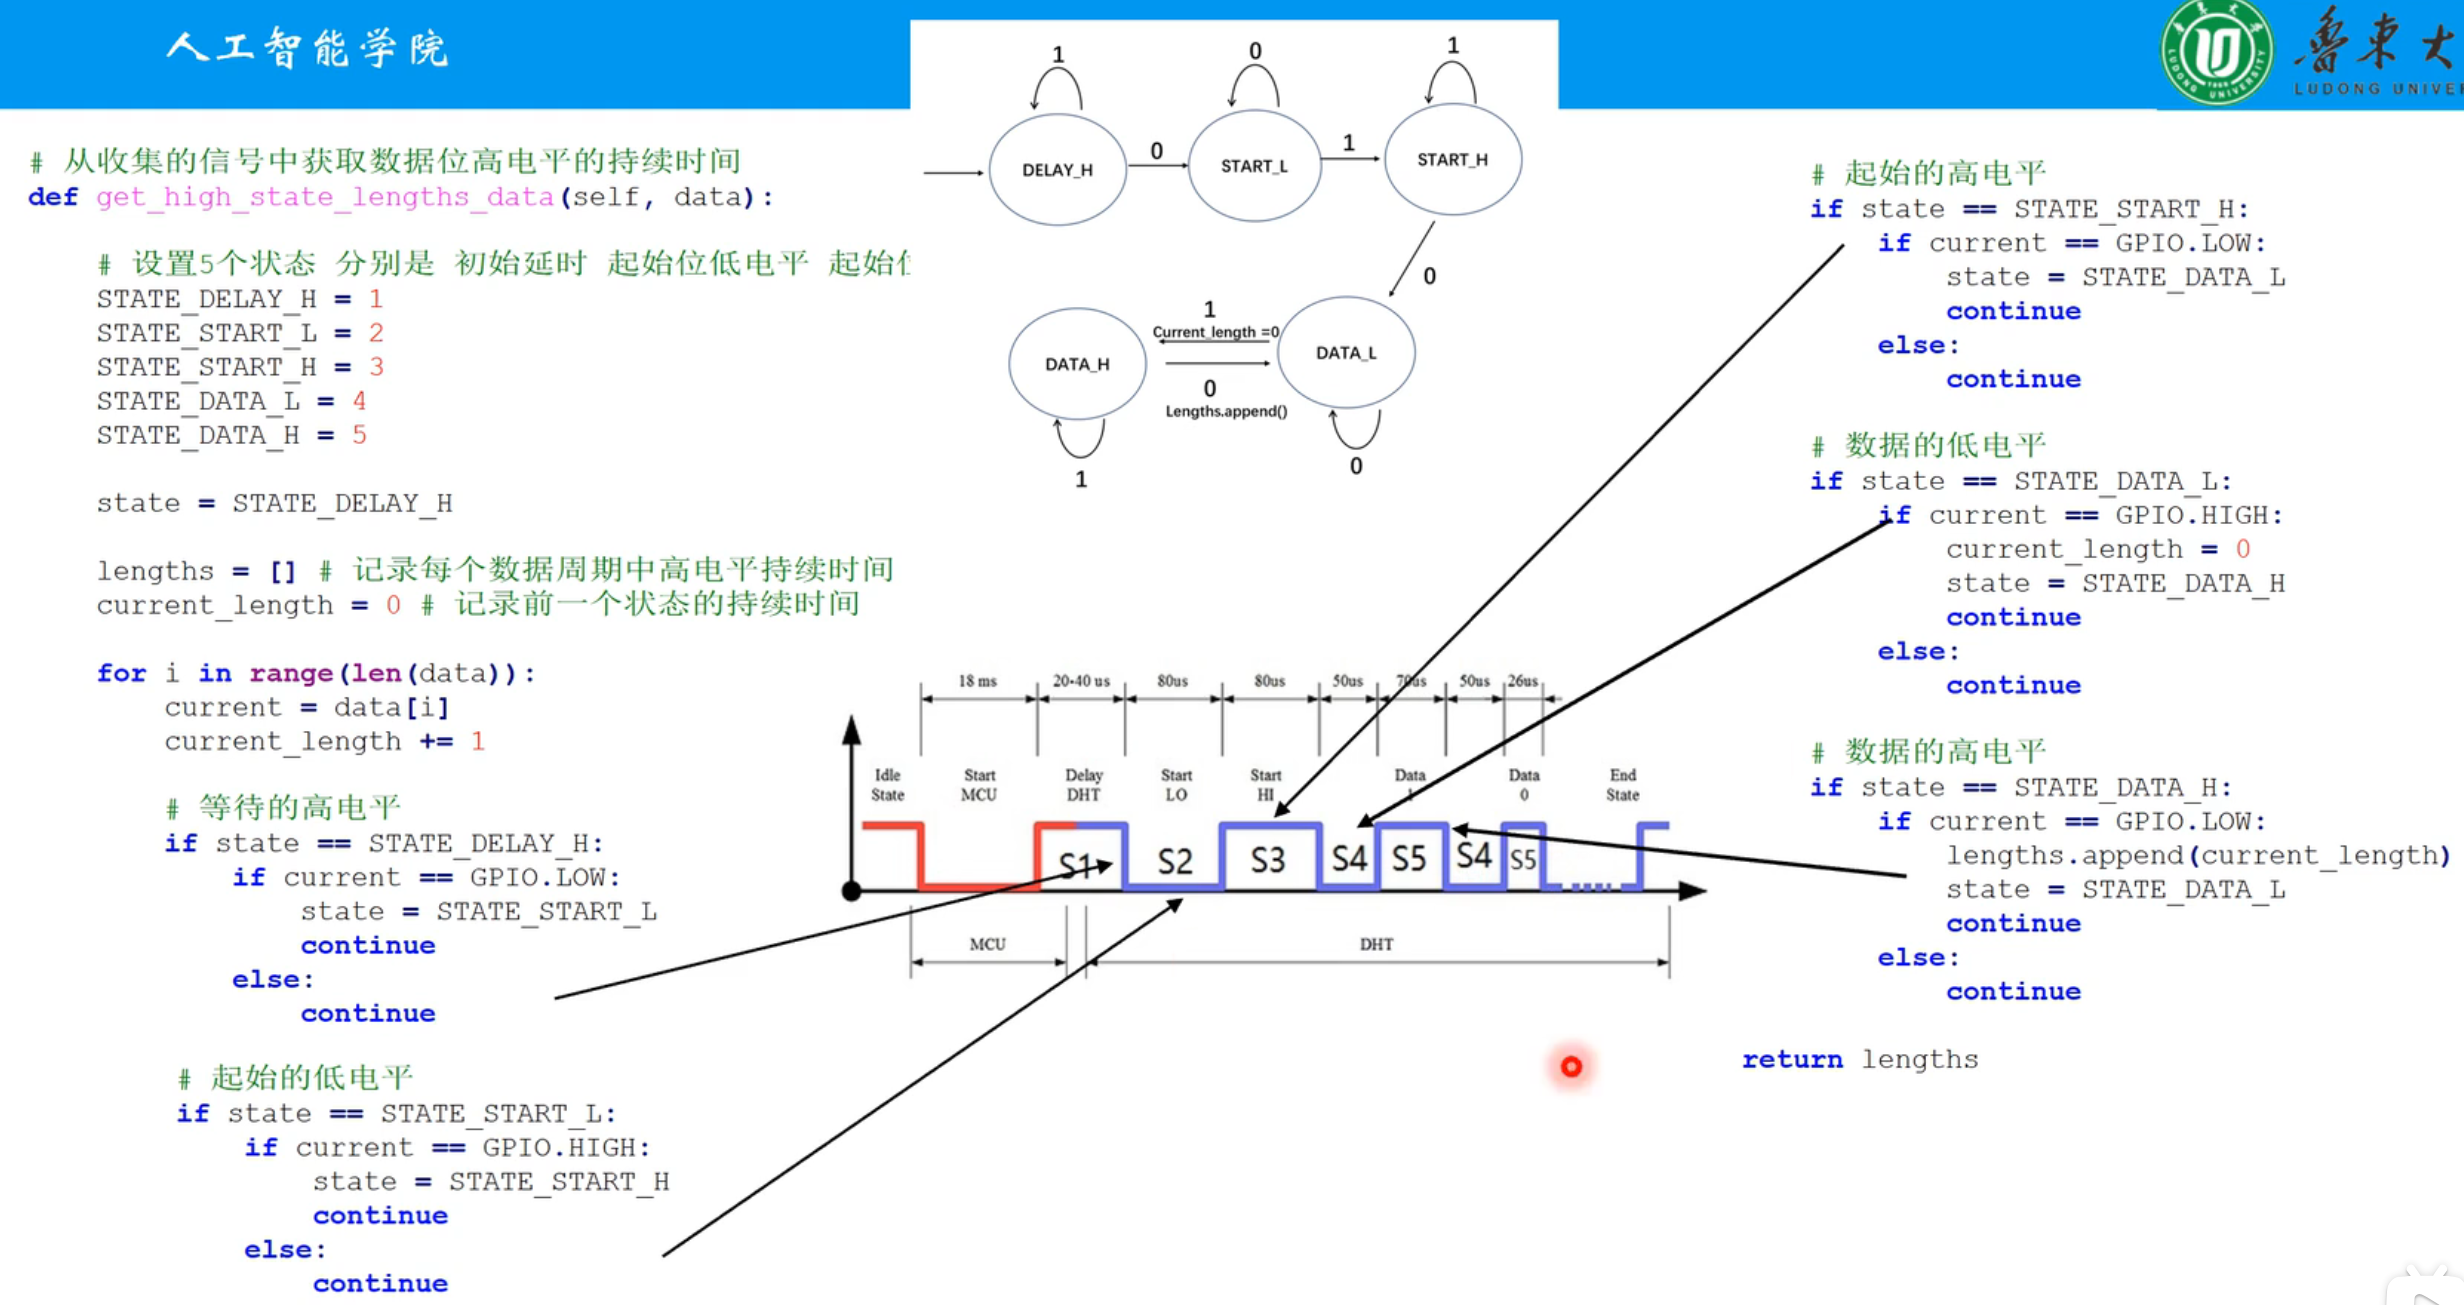 人工智能学院
鲁东大
LUDONG UNIVER
LUDONG UNIVERSITY
# 从收集的信号中获取数据位高电平的持续时间
def get_high_state_lengths_data(self, data):
# 设置5个状态 分别是 初始延时 起始位低电平 起始位
STATE_DELAY_H = 1
STATE_START_L = 2
STATE_START_H = 3
STATE_DATA_L = 4
STATE_DATA_H = 5
state = STATE_DELAY_H
lengths = [] # 记录每个数据周期中高电平持续时间
current_length = 0 # 记录前一个状态的持续时间
for i in range(len(data)):
current = data[i]
current_length += 1
# 等待的高电平
if state == STATE_DELAY_H:
if current == GPIO.LOW:
state = STATE_START_L
continue
else:
continue
# 起始的低电平
if state == STATE_START_L:
if current == GPIO.HIGH:
state = STATE_START_H
continue
else:
continue
1
0
1
DELAY_H
0
START_L
1
START_H
0
1
Current_length =0
DATA_H
DATA_L
0
Lengths.append()
1
0
18 ms
20-40 us
80us
80us
50us
70us
50us
26us
Idle State
Start MCU
Delay DHT
Start LO
Start HI
Data
Data 0
End State
S1
S2
S3
S4
S5
S4
S5
MCU
DHT
# 起始的高电平
if state == STATE_START_H:
if current == GPIO.LOW:
state = STATE_DATA_L
continue
else:
continue
# 数据的低电平
if state == STATE_DATA_L:
if current == GPIO.HIGH:
current_length = 0
state = STATE_DATA_H
continue
else:
continue
# 数据的高电平
if state == STATE_DATA_H:
if current == GPIO.LOW:
lengths.append(current_length)
state = STATE_DATA_L
continue
else:
continue
return lengths